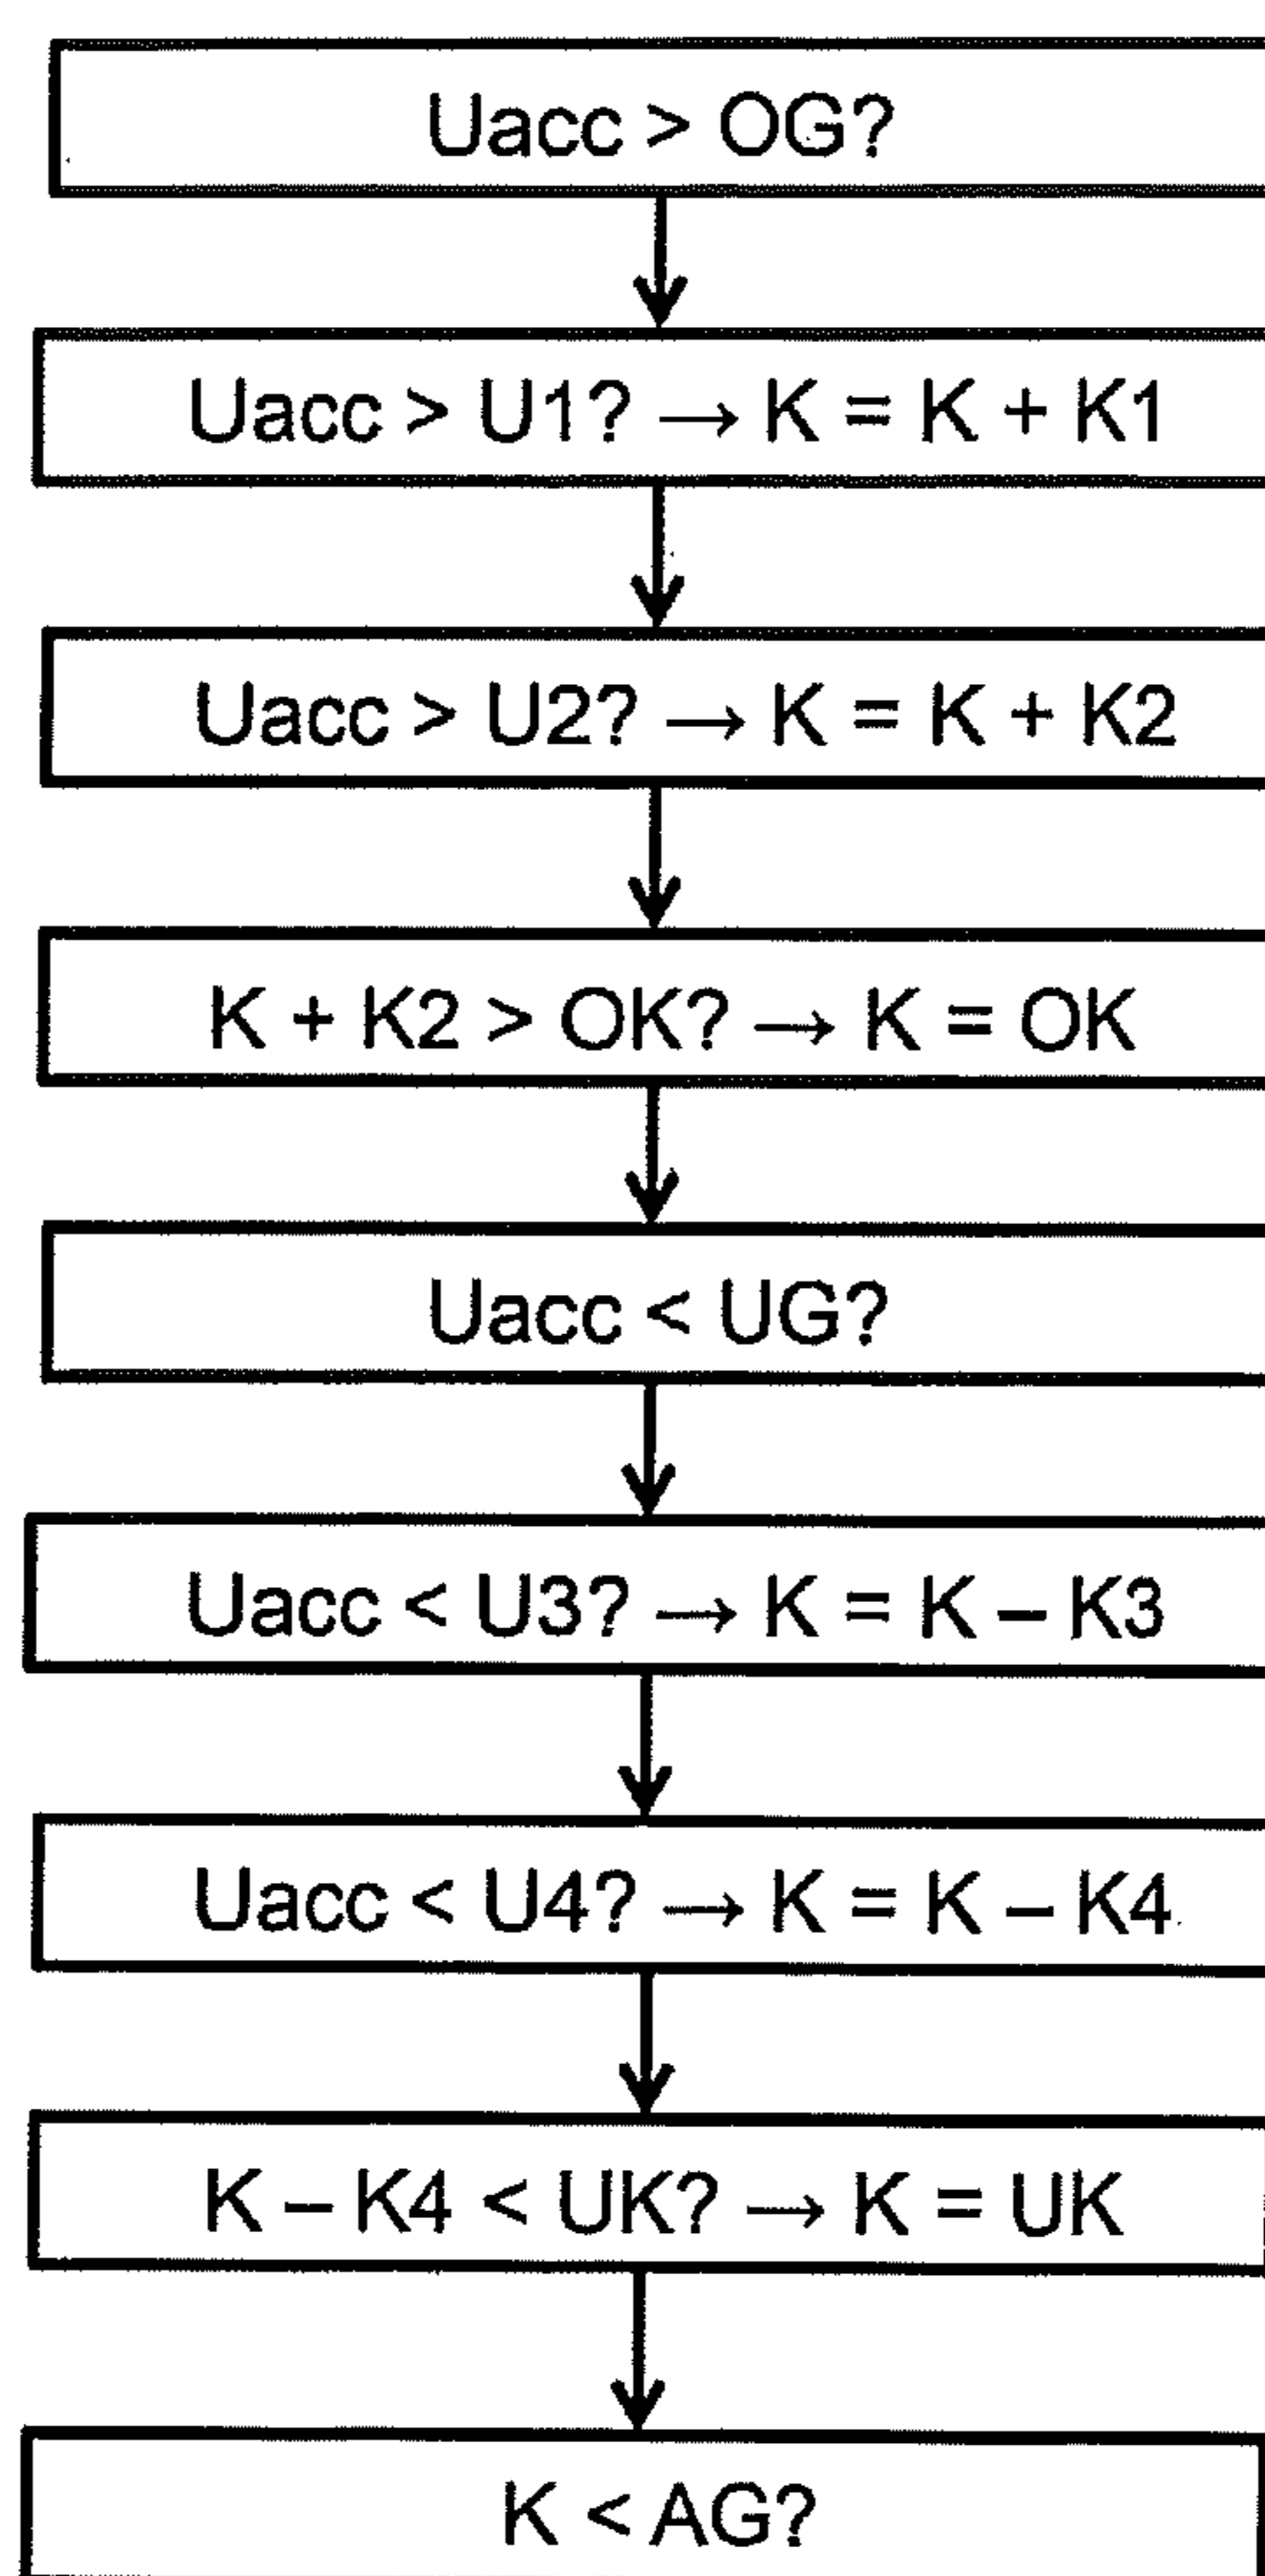 Uacc > OG?
Uacc > U1? → K = K + K1
Uacc > U2? → K = K + K2
K + K2 > OK? → K = OK
Uacc < UG?
Uacc < U3? → K = K – K3
Uacc < U4? → K = K – K4
K – K4 < UK? → K = UK
K < AG?